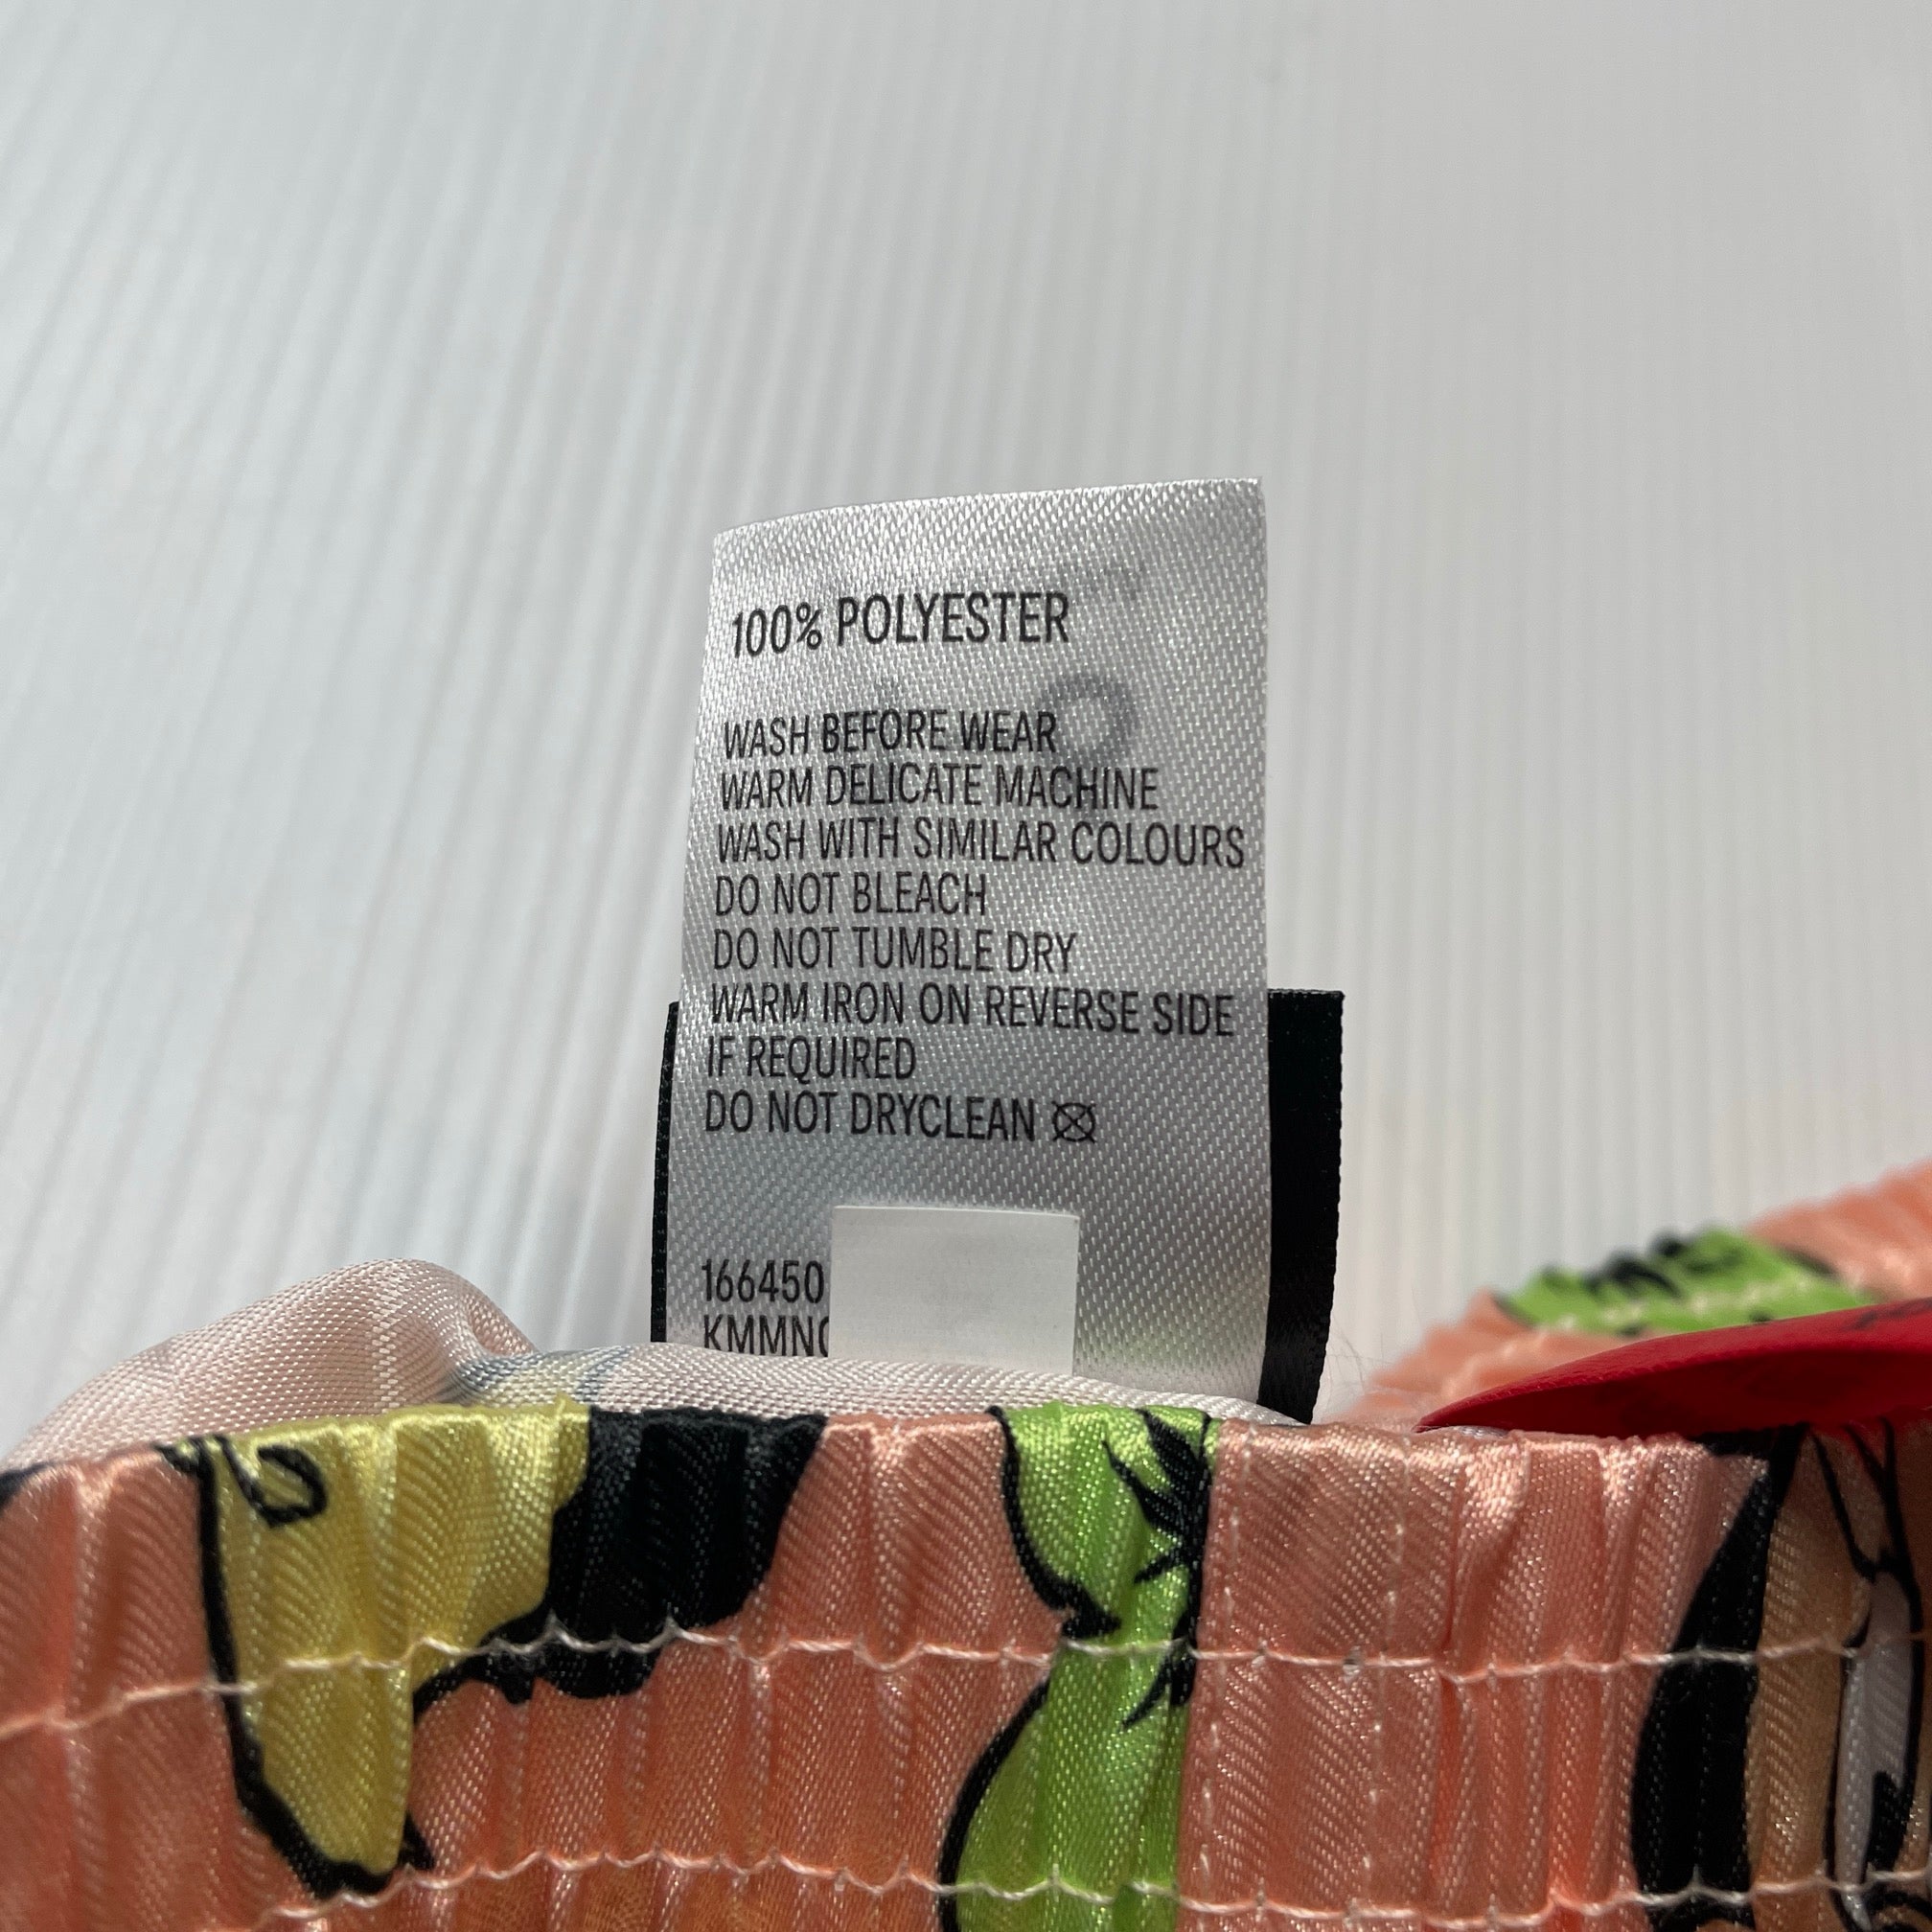 100% POLYESTER
WASH BEFORE WEAR
WARM DELICATE MACHINE
WASH WITH SIMILAR COLOURS
DO NOT BLEACH
DO NOT TUMBLE DRY
WARM IRON ON REVERSE SIDE
IF REQUIRED
DO NOT DRYCLEAN
166450